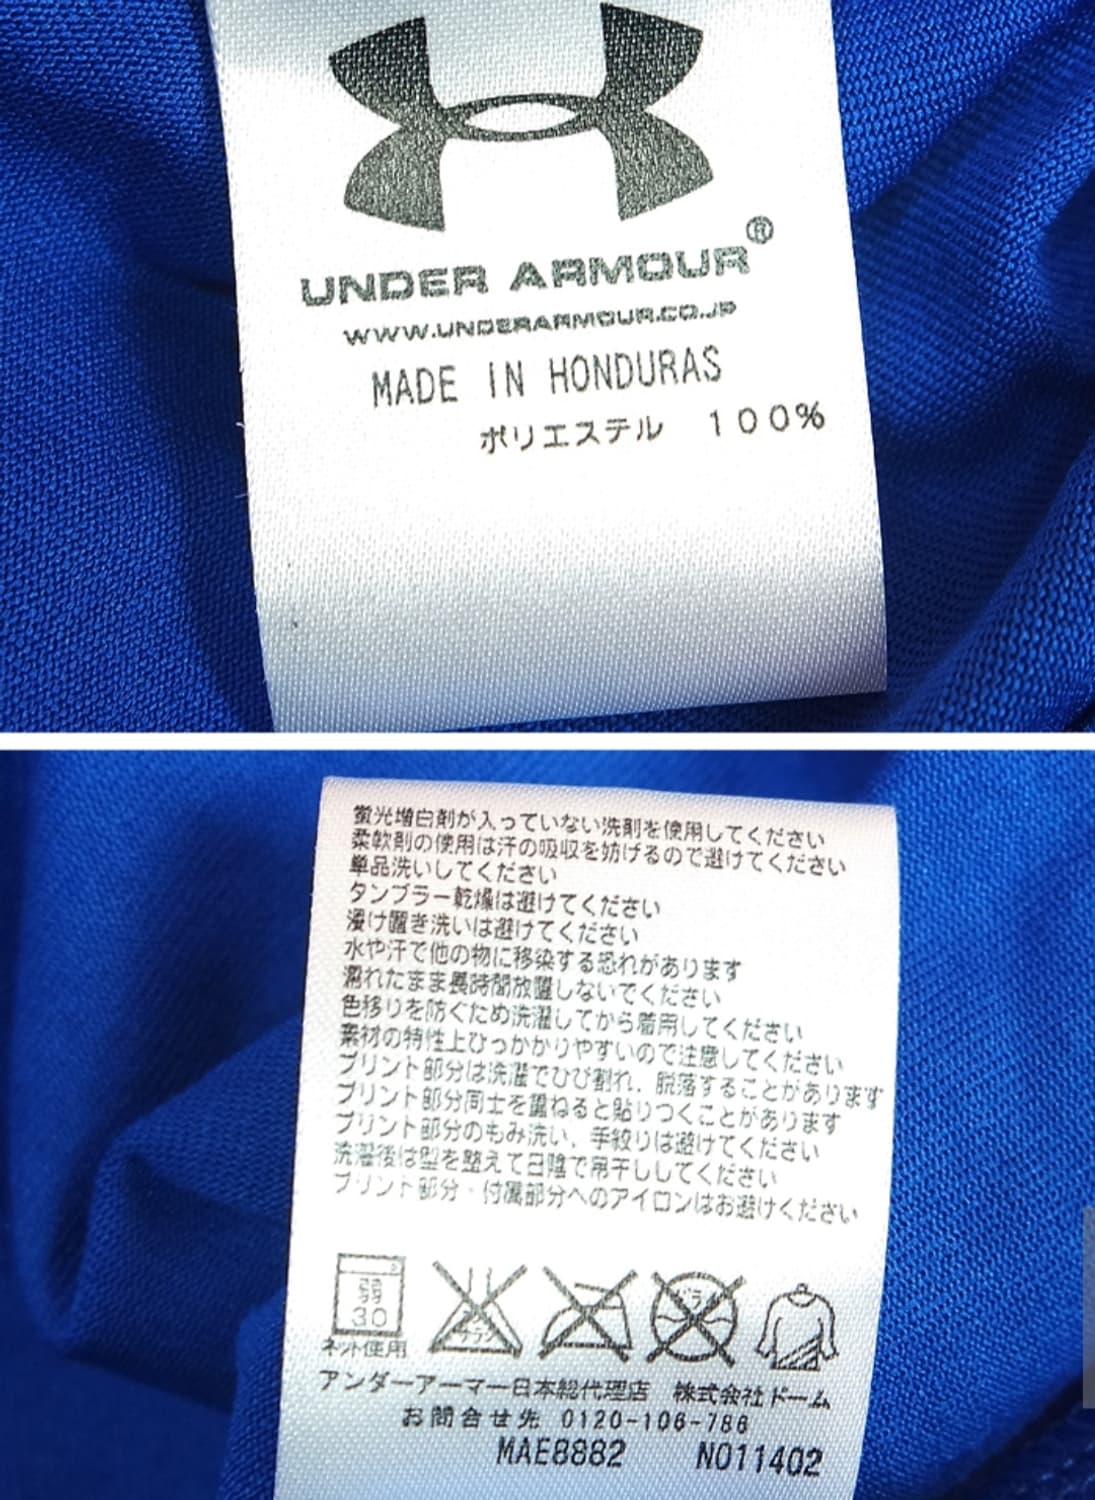 UNDER ARMOUR®
WWW.UNDERARMOUR.CO.JP
MADE IN HONDURAS
ポリエステル 100%
蛍光増白剤が入っていない洗剤を使用してください
柔軟剤の使用は汗の吸収を妨げるので避けてください
単品洗いしてください
タンブラー乾燥は避けてください
浸け置き洗いは避けてください
水や汗で他の物に移染する恐れがあります
濡れたまま長時間放置しないでください
色移りを防ぐため洗濯してから着用してください
素材の特性上ひっかかりやすいので注意してください
プリント部分は洗濯でひび割れ、脱落することがあります
プリント部分同士を重ねると貼りつくことがあります
プリント部分のもみ洗い、手絞りは避けてください
洗濯後は型を整えて日陰で吊干ししてください
プリント部分・付属部分へのアイロンはお避けください
弱
30
ネット使用
ドライ
アンダーアーマー日本総代理店 株式会社ドーム
お問合せ先 0120-106-786
MAE8882 NO11402